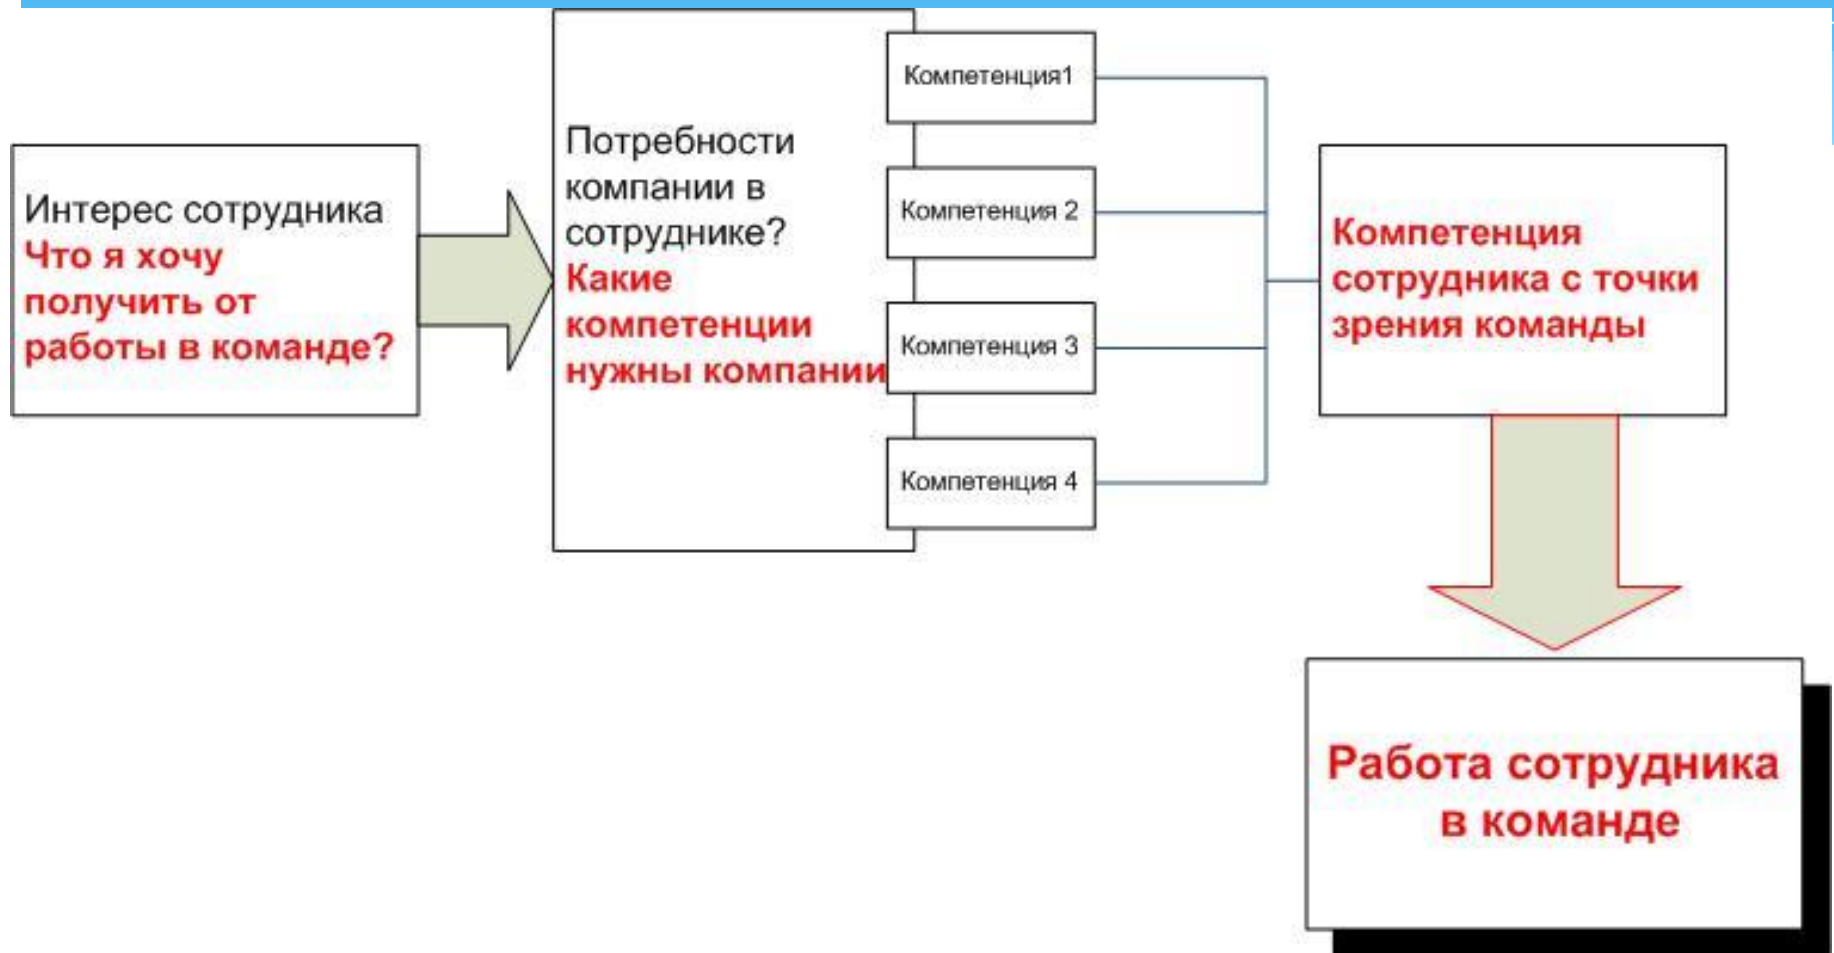 Интерес сотрудника
Что я хочу
получить от
работы в команде?
Потребности
компании в
сотруднике?
Какие
компетенции
нужны компании
Компетенция1
Компетенция 2
Компетенция 3
Компетенция 4
Компетенция
сотрудника с точки
зрения команды
Работа сотрудника
в команде